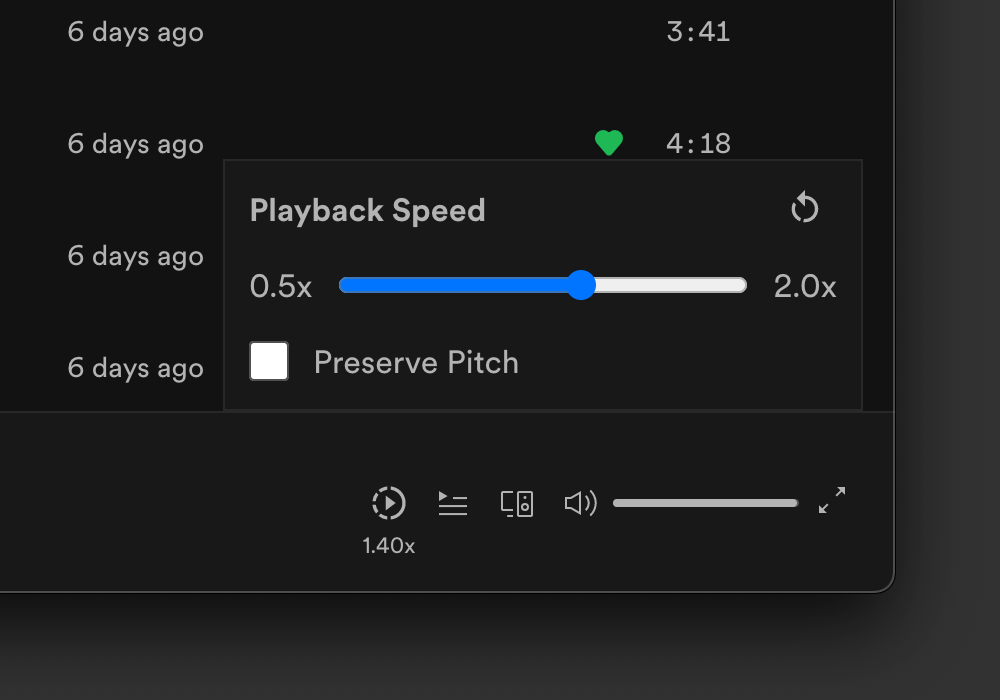 6 days ago 3:41
6 days ago 4:18
Playback Speed
6 days ago
0.5x 2.0x
6 days ago
Preserve Pitch
1.40x